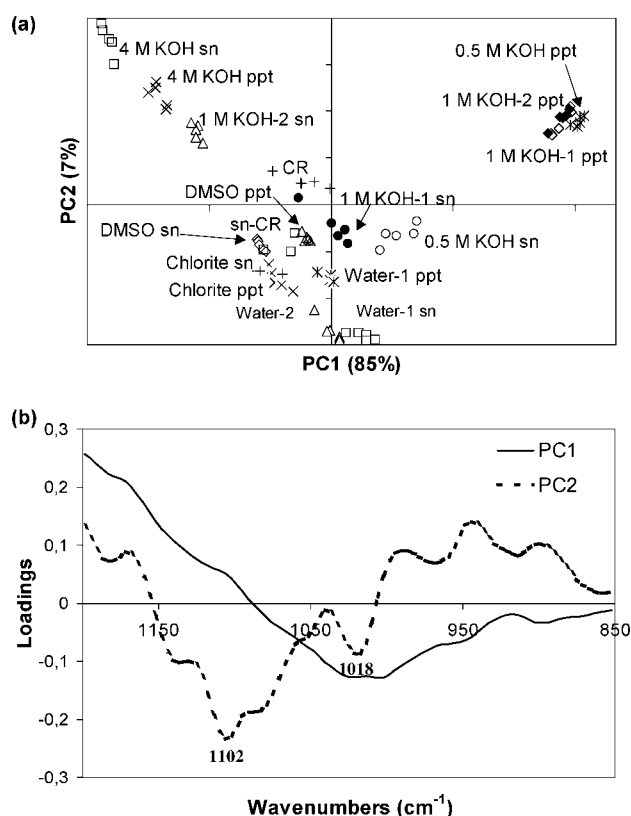 (a)
4 M KOH sn
4 M KOH ppt
1 M KOH-2 sn
0.5 M KOH ppt
1 M KOH-2 ppt
1 M KOH-1 ppt
CR
DMSO ppt
1 M KOH-1 sn
sn-CR
DMSO sn
0.5 M KOH sn
Chlorite sn
Water-1 ppt
Chlorite ppt
Water-2
Water-1 sn
PC2 (7%)
PC1 (85%)
(b)
0,3
0,2
0,1
0
-0,1
-0,2
-0,3
Loadings
PC1
PC2
1150
1050
950
850
1018
1102
Wavenumbers (cm-1)